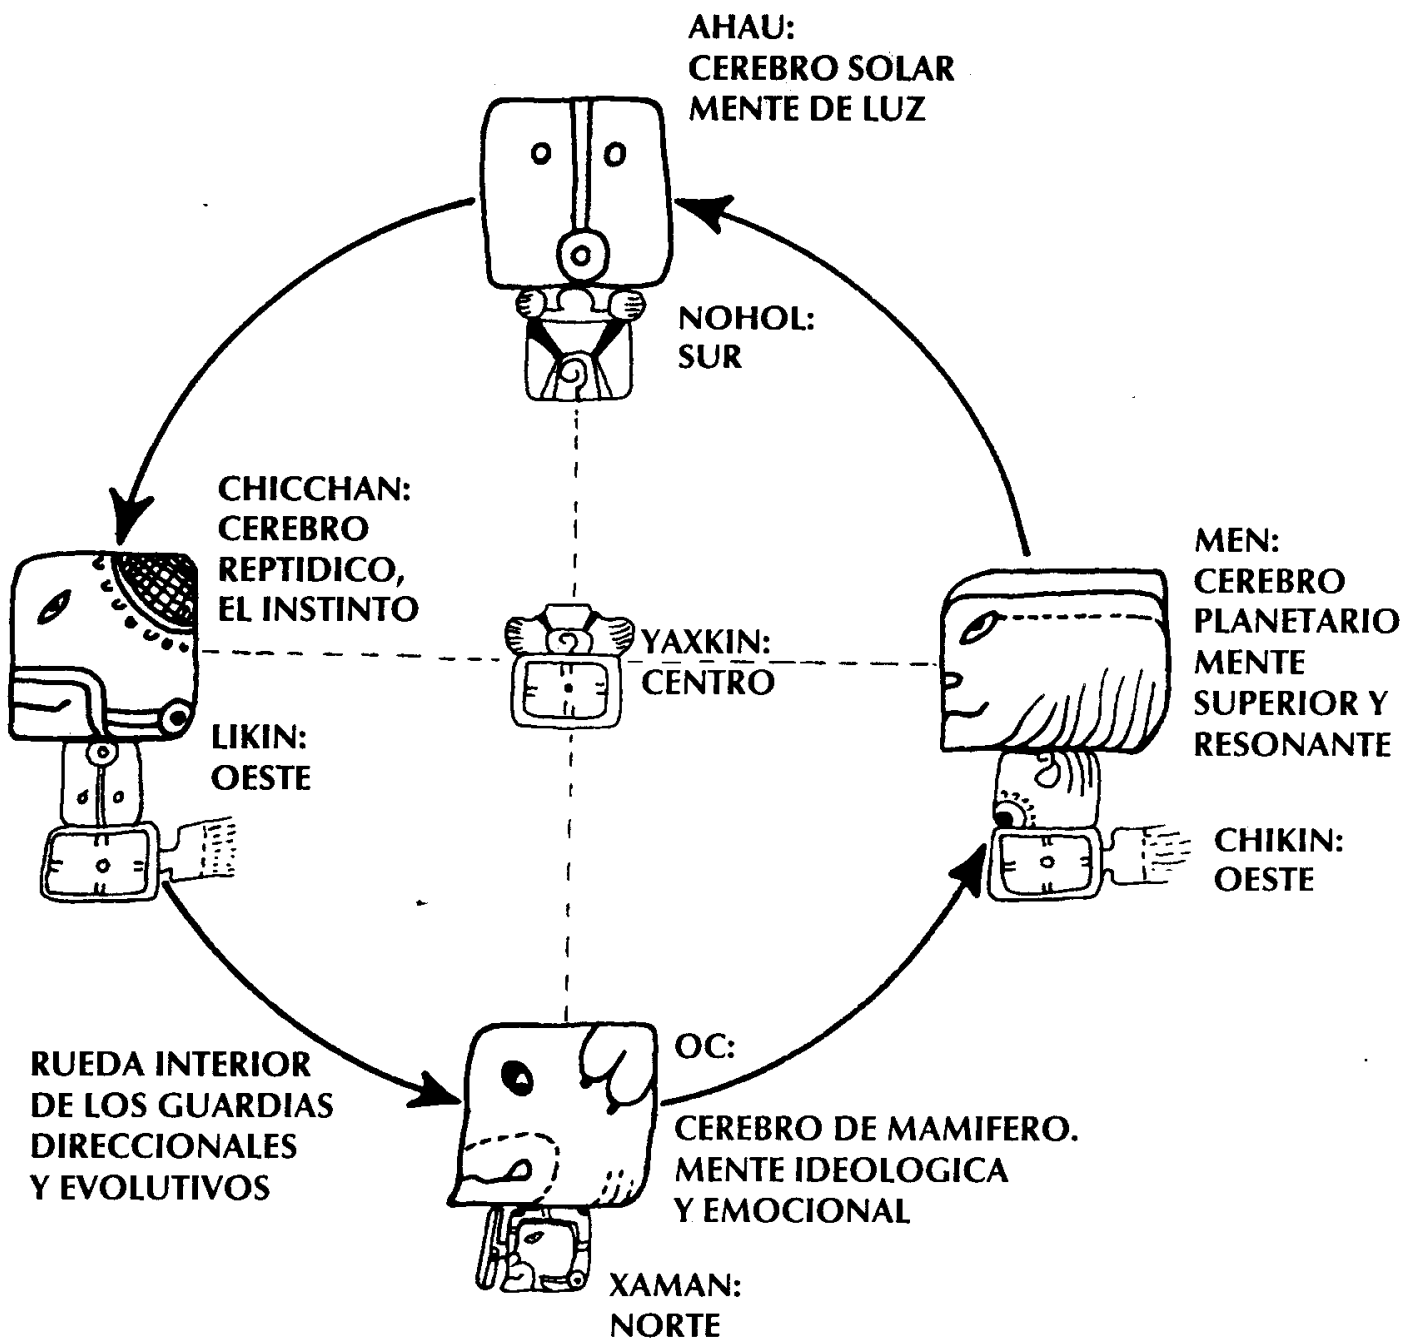 AHAU:
CEREBRO SOLAR
MENTE DE LUZ
NOHOL:
SUR
CHICCHAN:
CEREBRO
REPTIDICO,
EL INSTINTO
LIKIN:
OESTE
YAXKIN:
CENTRO
MEN:
CEREBRO
PLANETARIO
MENTE
SUPERIOR Y
RESONANTE
CHIKIN:
OESTE
RUEDA INTERIOR
DE LOS GUARDIAS
DIRECCIONALES
Y EVOLUTIVOS
OC:
CEREBRO DE MAMIFERO.
MENTE IDEOLOGICA
Y EMOCIONAL
XAMAN:
NORTE